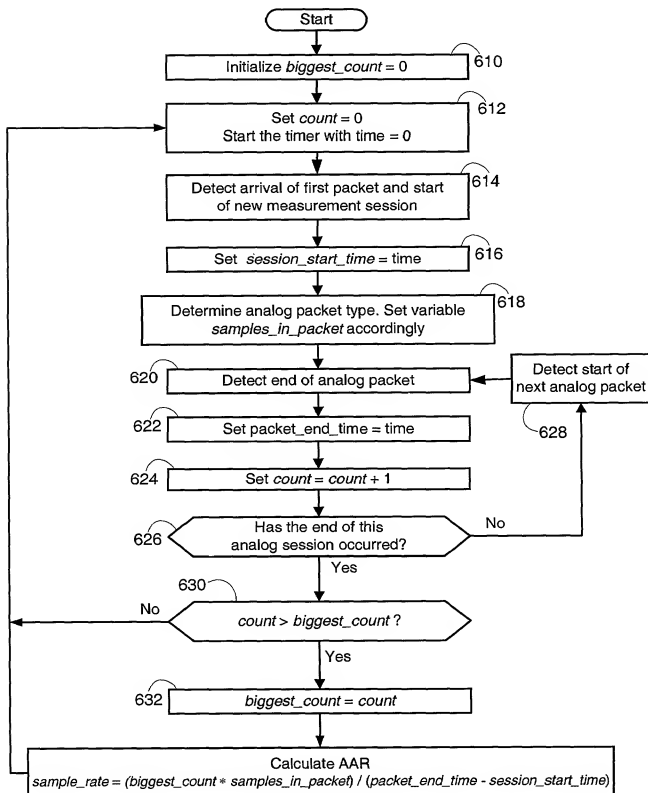 Start
Initialize biggest_count = 0
610
612
Set count = 0
Start the timer with time = 0
614
Detect arrival of first packet and start
of new measurement session
616
Set session_start_time = time
618
Determine analog packet type. Set variable
samples_in_packet accordingly
620
Detect end of analog packet
Detect start of
next analog packet
628
622
Set packet_end_time = time
624
Set count = count + 1
626
Has the end of this
analog session occurred?
No
Yes
630
No
count > biggest_count ?
Yes
632
biggest_count = count
Calculate AAR
sample_rate = (biggest_count * samples_in_packet) / (packet_end_time - session_start_time)